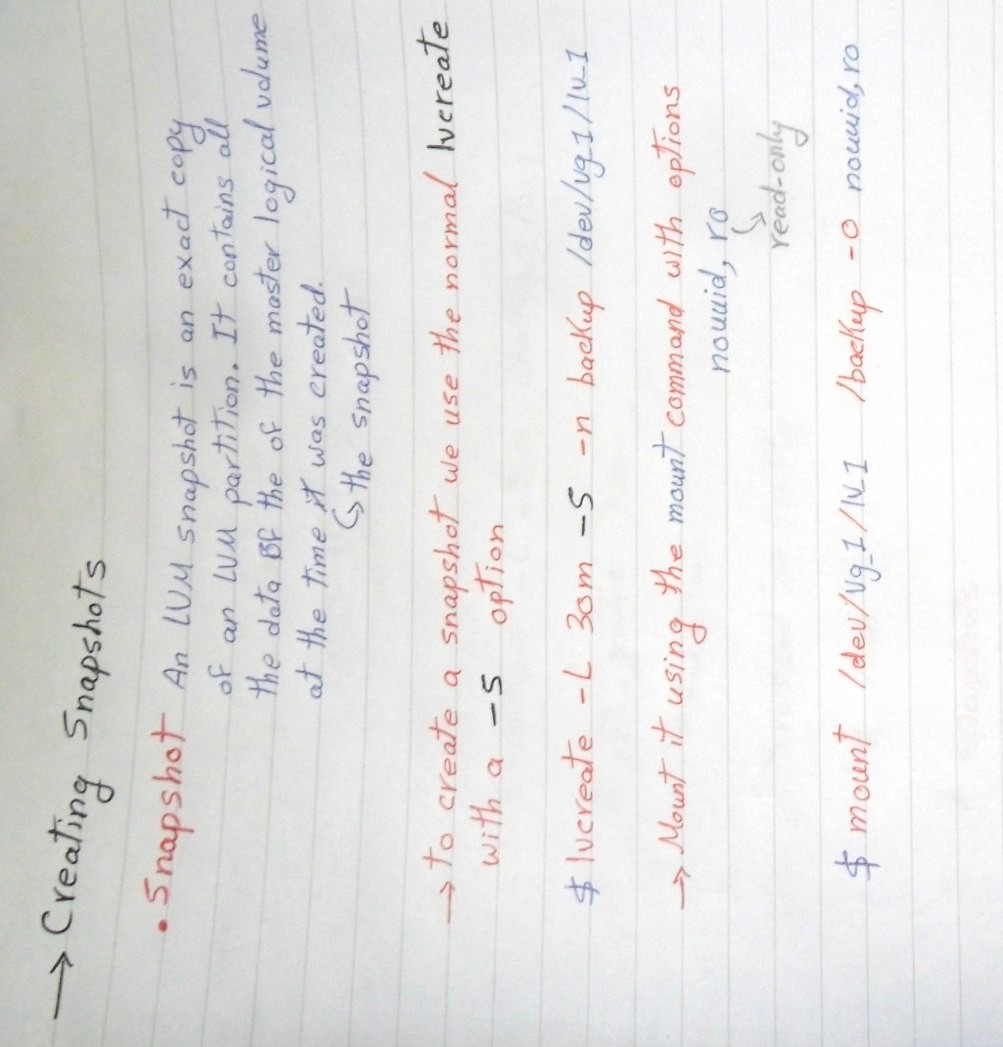 → Creating Snapshots
• Snapshot An LVM snapshot is an exact copy
of an LVM partition. It contains all
the data of the of the master logical volume
at the time it was created.
↳ the snapshot
→ to create a snapshot we use the normal lvcreate
with a -s option
$ lvcreate -L 30m -s -n backup /dev/vg_1/lv_1
→ Mount it using the mount command with options
nouuid, ro
↳ read-only
$ mount /dev/vg_1/lv_1 /backup -o nouuid, ro